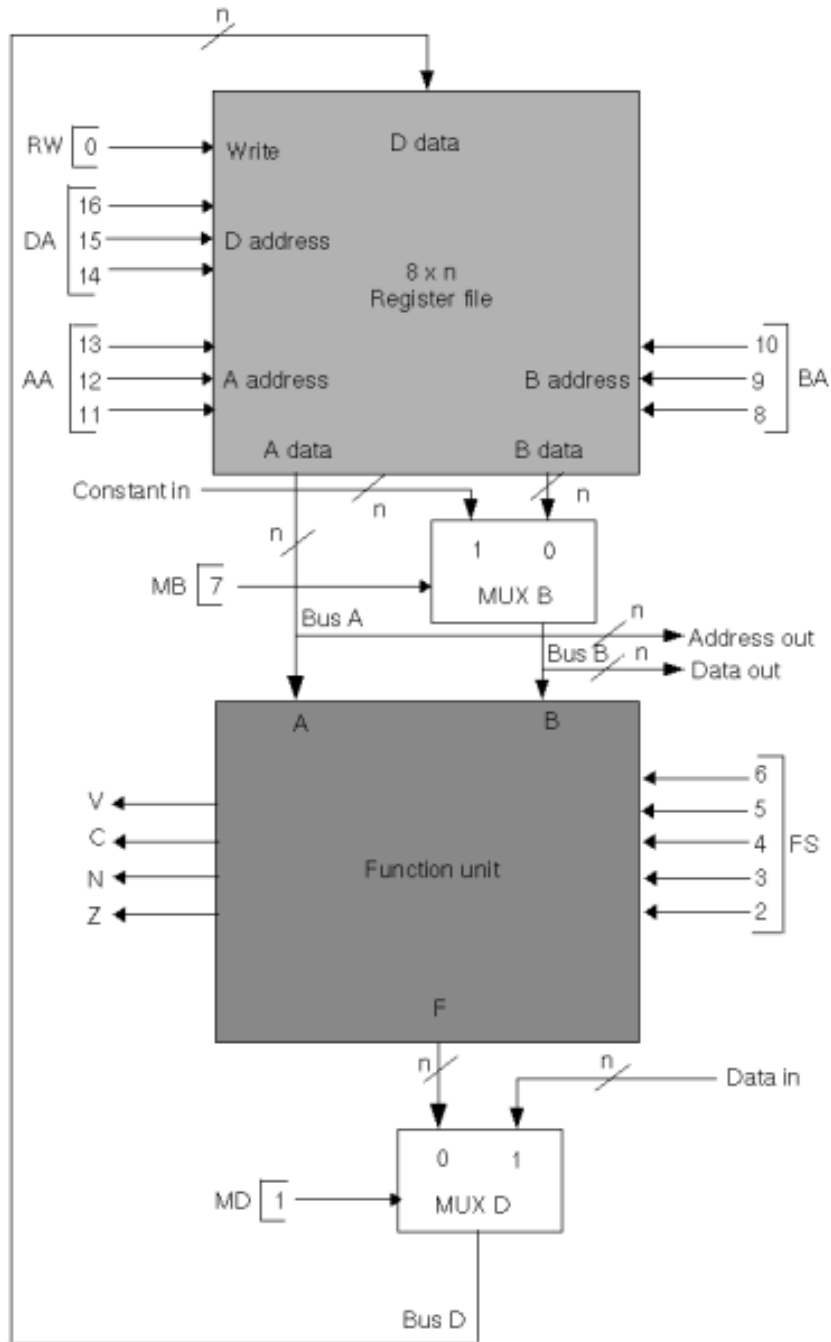 n
D data
RW 0 Write
16
DA 15 D address
14
8 x n
Register file
13
AA 12 A address
11
10
B address 9 BA
8
A data B data
Constant in n n
n
1 0
MB 7 MUX B
Bus A n
Address out
Bus B n
Data out
A B
6
5
4 FS
3
2
V
C
N
Z
Function unit
F
n n
Data in
0 1
MD 1 MUX D
Bus D